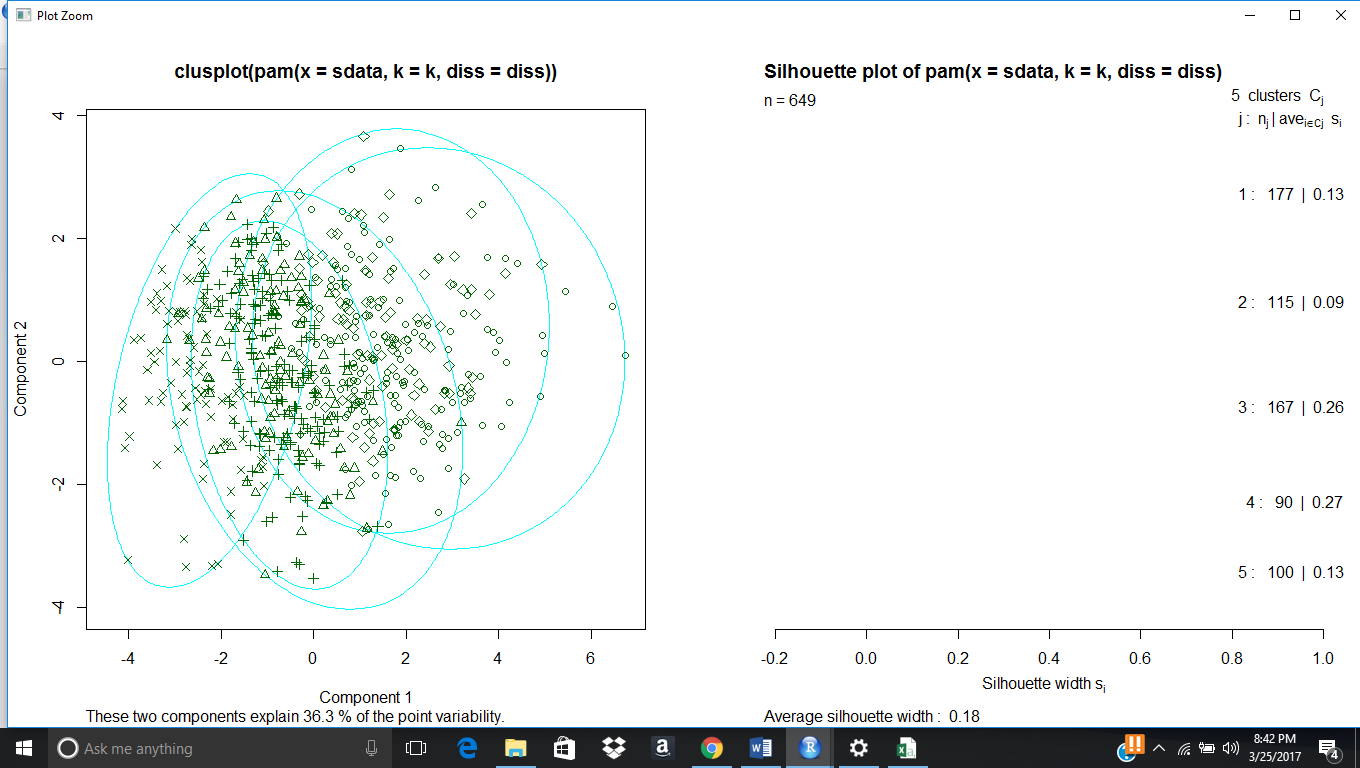 Plot Zoom
clusplot(pam(x = sdata, k = k, diss = diss))
4
2
0
-2
-4
Component 2
-4 -2 0 2 4 6
Component 1
These two components explain 36.3 % of the point variability.
Silhouette plot of pam(x = sdata, k = k, diss = diss)
n = 649
5 clusters Cj
j : nj | avei∈Cj si
1 : 177 | 0.13
2 : 115 | 0.09
3 : 167 | 0.26
4 : 90 | 0.27
5 : 100 | 0.13
-0.2 0.0 0.2 0.4 0.6 0.8 1.0
Silhouette width si
Average silhouette width : 0.18
Ask me anything
8:42 PM
3/25/2017
4